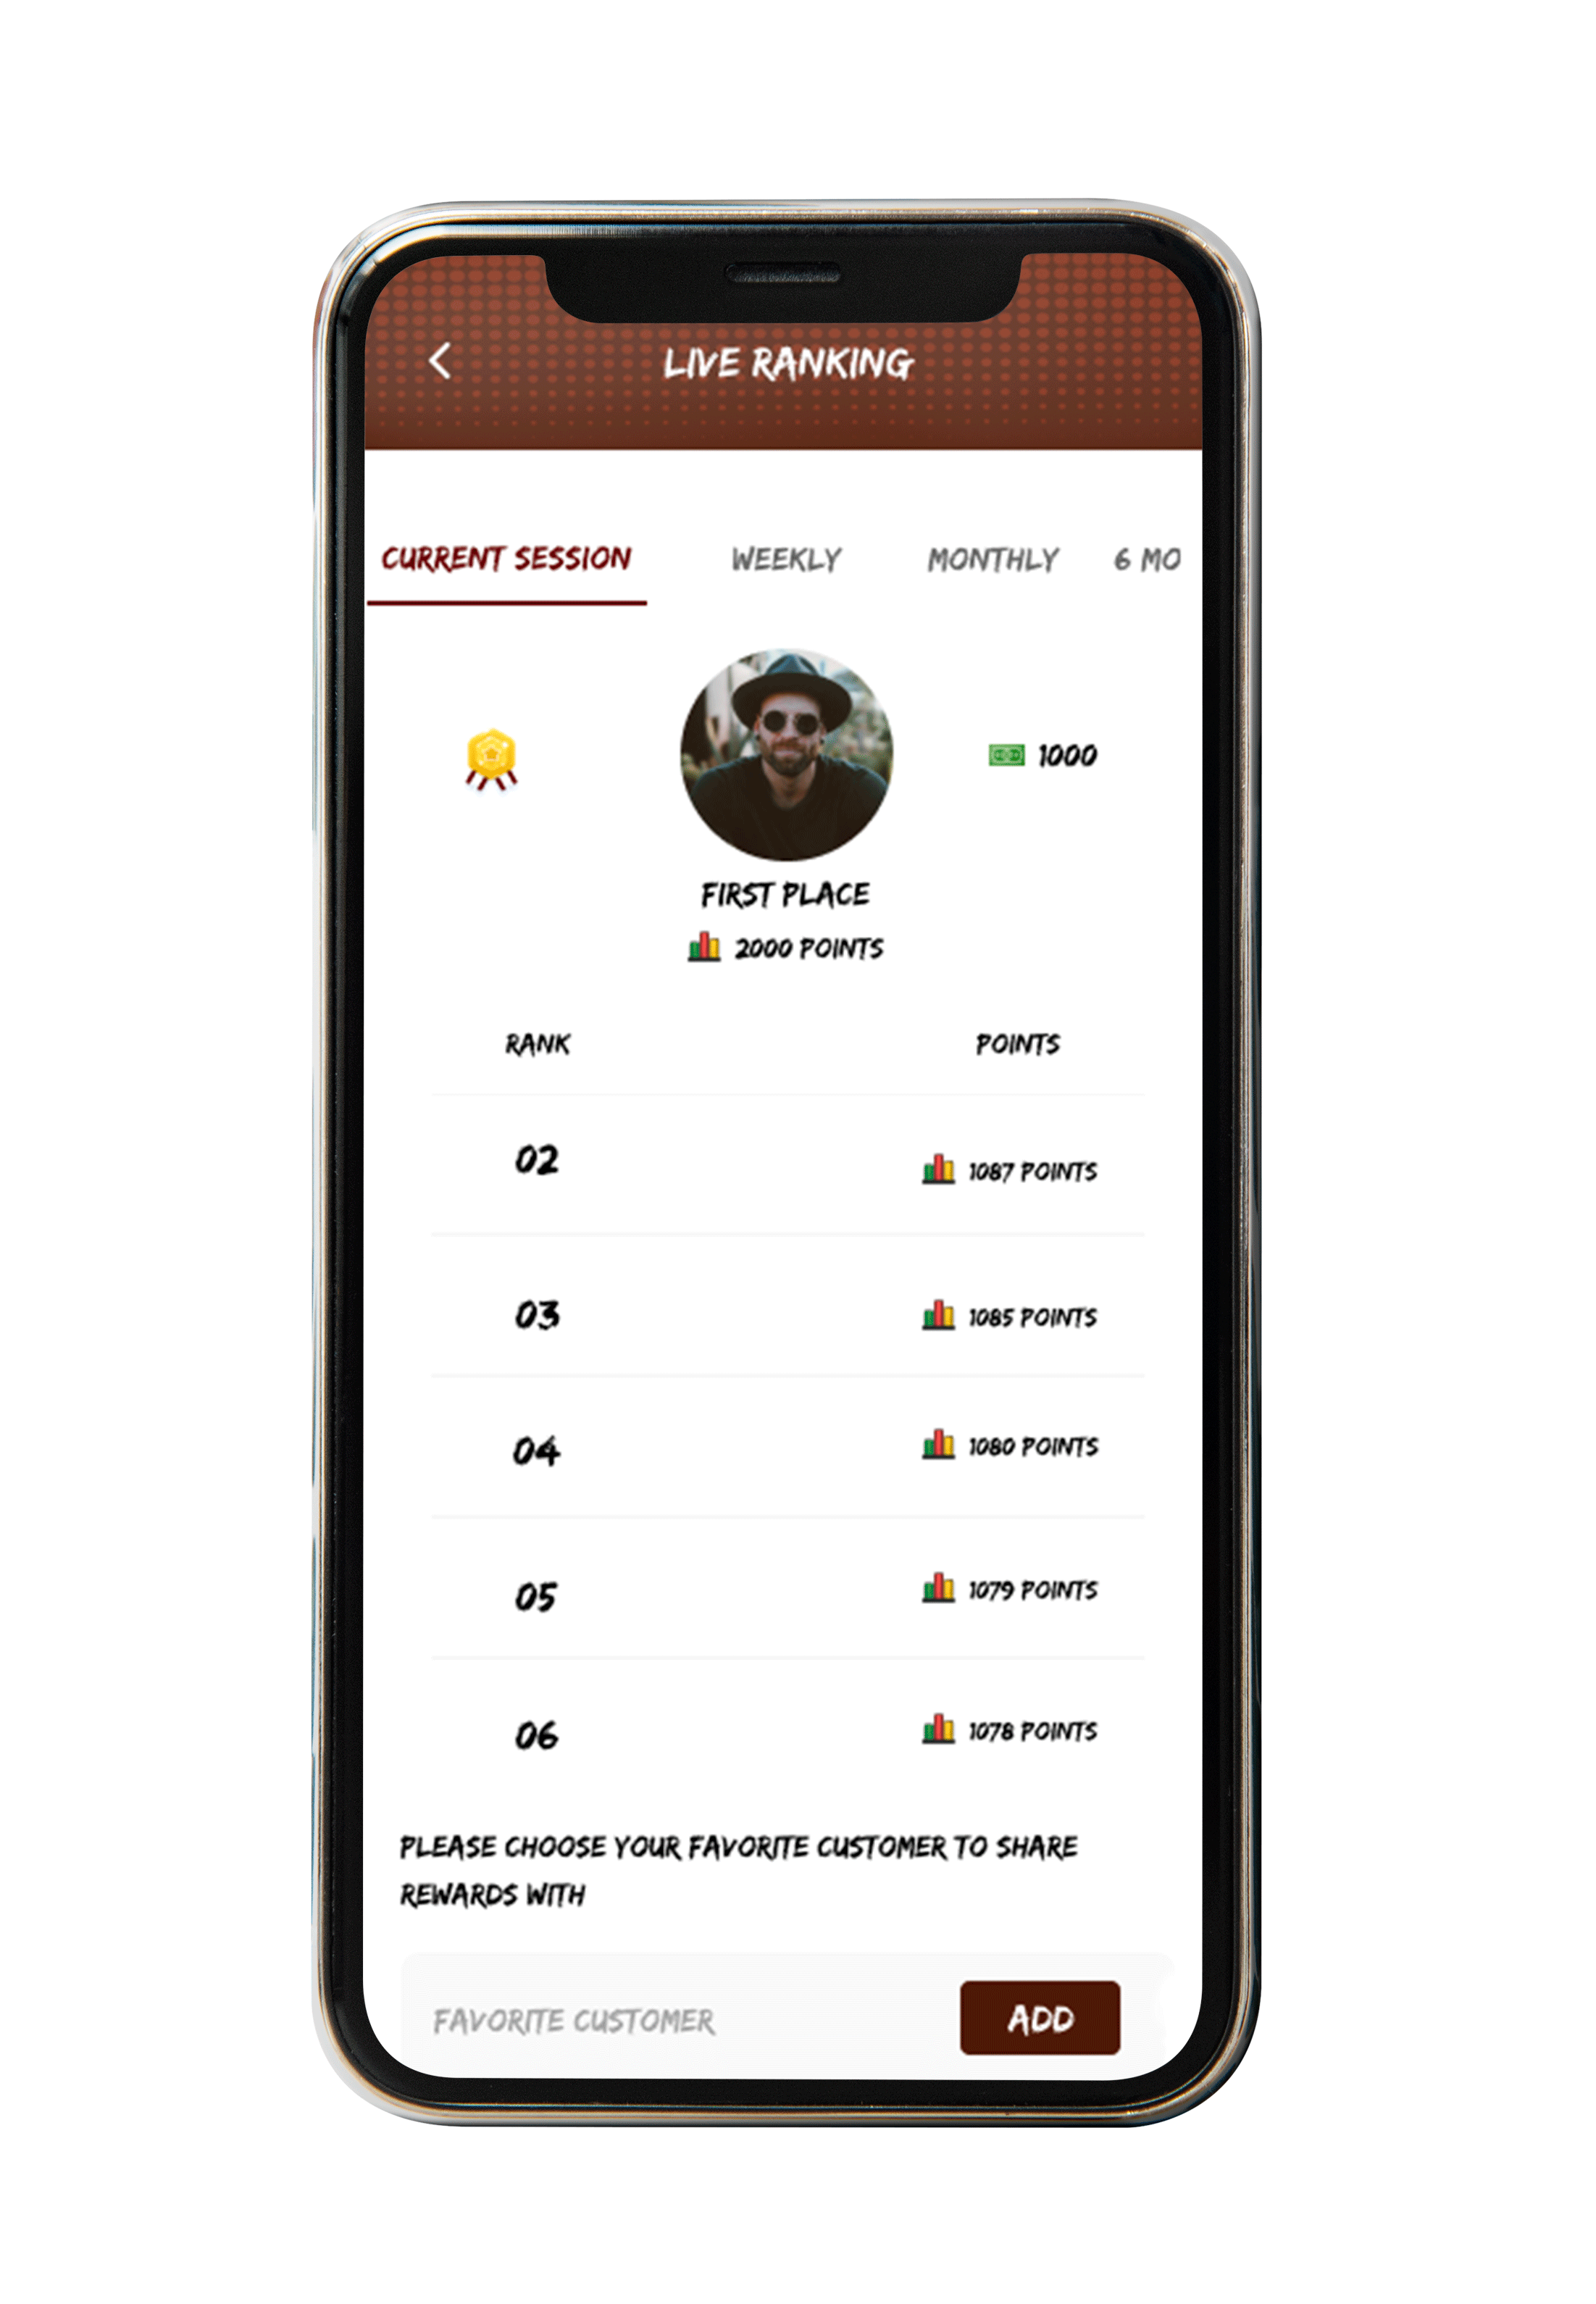 LIVE RANKING
CURRENT SESSION WEEKLY MONTHLY 6 MO
1000
FIRST PLACE
2000 POINTS
RANK POINTS
02 1087 POINTS
03 1085 POINTS
04 1080 POINTS
05 1079 POINTS
06 1078 POINTS
PLEASE CHOOSE YOUR FAVORITE CUSTOMER TO SHARE
REWARDS WITH
FAVORITE CUSTOMER ADD